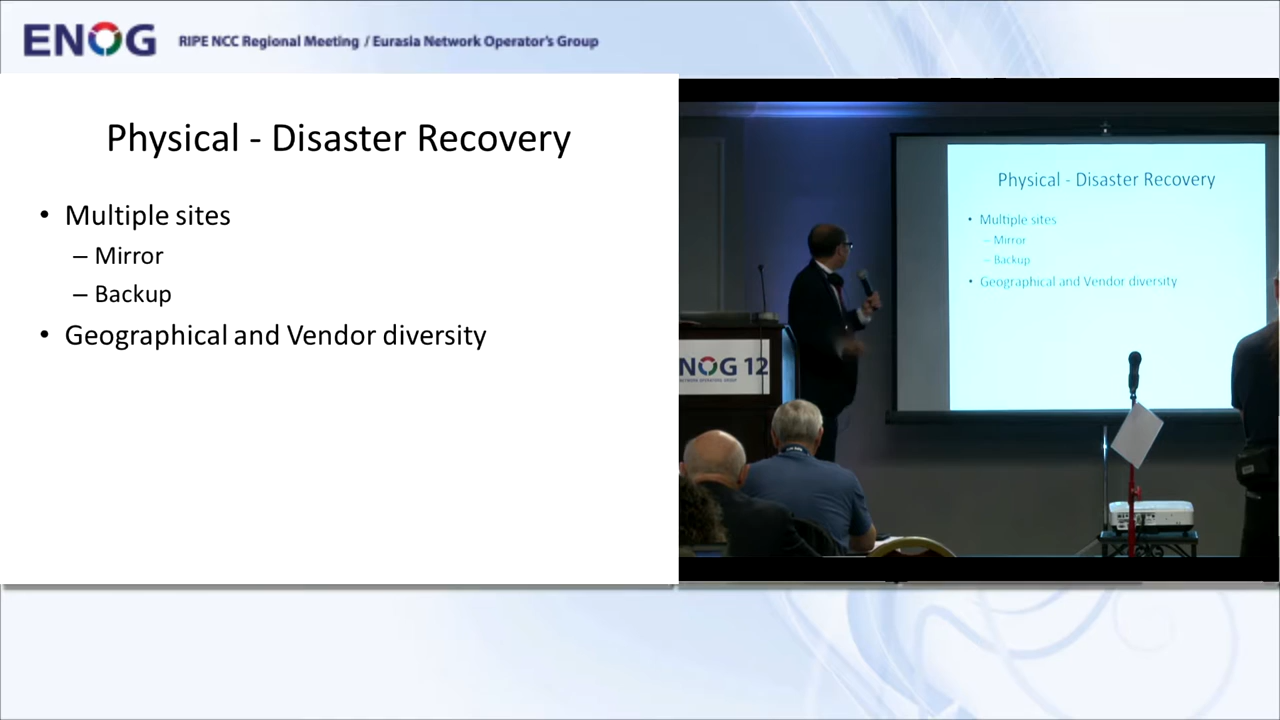 ENOG
RIPE NCC Regional Meeting / Eurasia Network Operator's Group
Physical - Disaster Recovery
• Multiple sites
– Mirror
– Backup
• Geographical and Vendor diversity
Physical - Disaster Recovery
• Multiple sites
– Mirror
– Backup
• Geographical and Vendor diversity
NOG 12